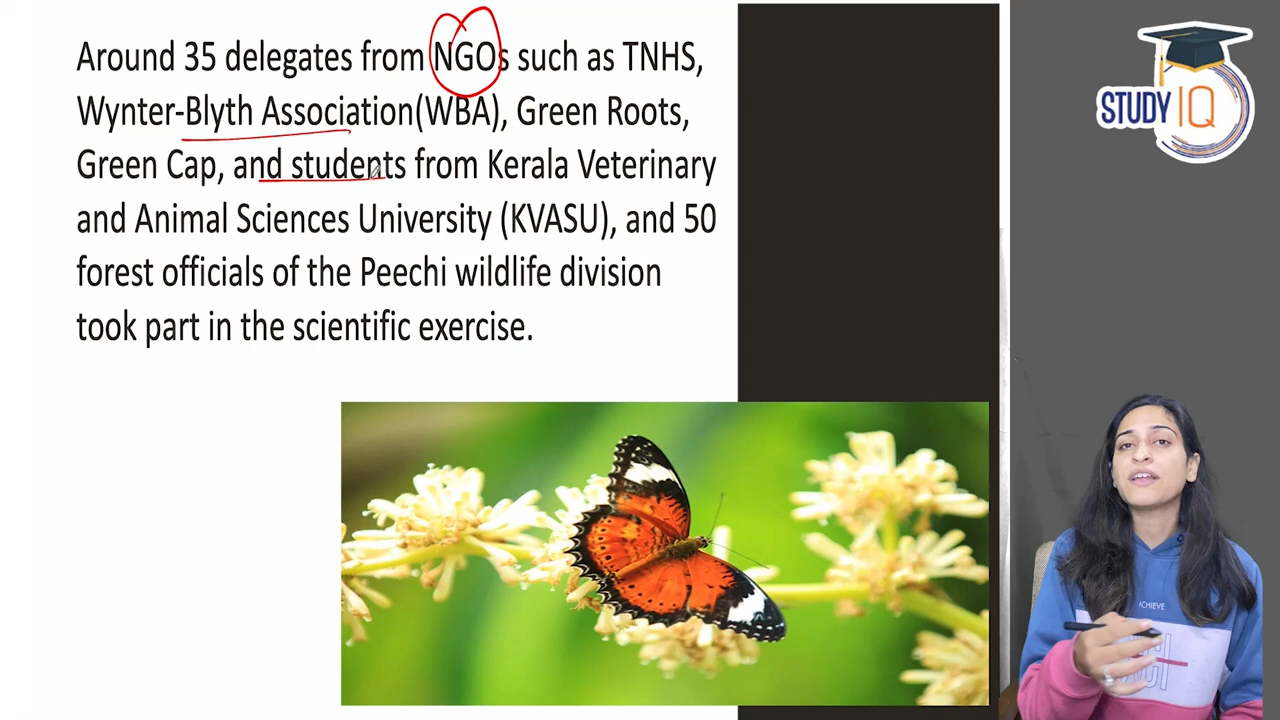 Around 35 delegates from NGOs such as TNHS,
Wynter-Blyth Association(WBA), Green Roots,
Green Cap, and students from Kerala Veterinary
and Animal Sciences University (KVASU), and 50
forest officials of the Peechi wildlife division
took part in the scientific exercise.
STUDY IQ
ACHIEVE